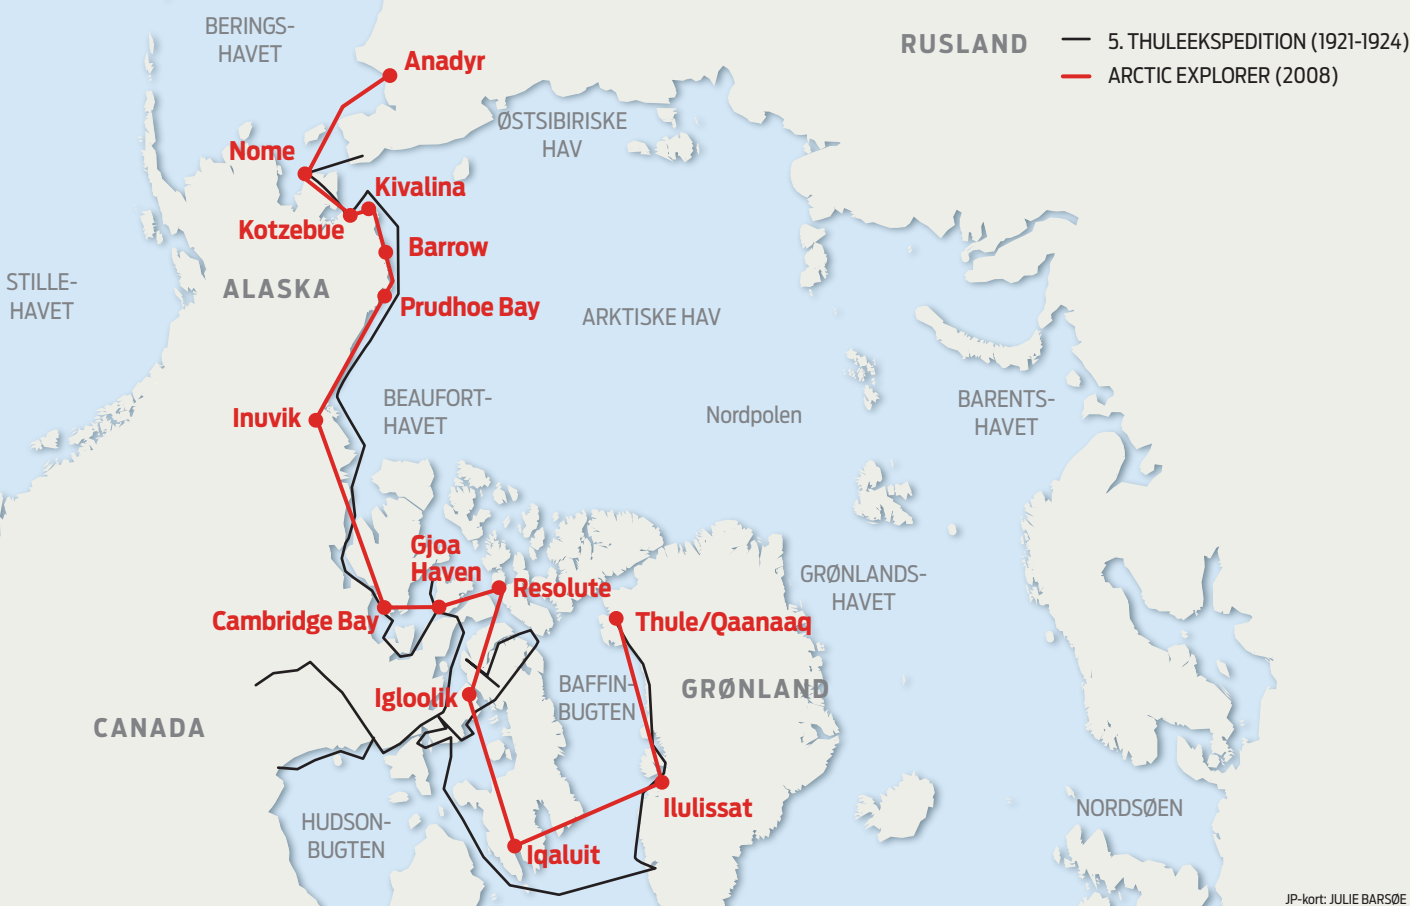 BERINGS-
HAVET
Anadyr
RUSLAND
5. THULEEKSPEDITION (1921-1924)
ARCTIC EXPLORER (2008)
ØSTSIBIRISKE
HAV
Nome
Kivalina
Kotzebue
Barrow
STILLE-
HAVET
ALASKA
Prudhoe Bay
ARKTISKE HAV
BEAUFORT-
HAVET
Inuvik
Nordpolen
BARENTS-
HAVET
Gjoa
Haven
Resolute
GRØNLANDS-
HAVET
Cambridge Bay
Thule/Qaanaaq
Igloolik
BAFFIN-
BUGTEN
GRØNLAND
CANADA
Ilulissat
NORDSØEN
HUDSON-
BUGTEN
Iqaluit
JP-kort: JULIE BARSØE